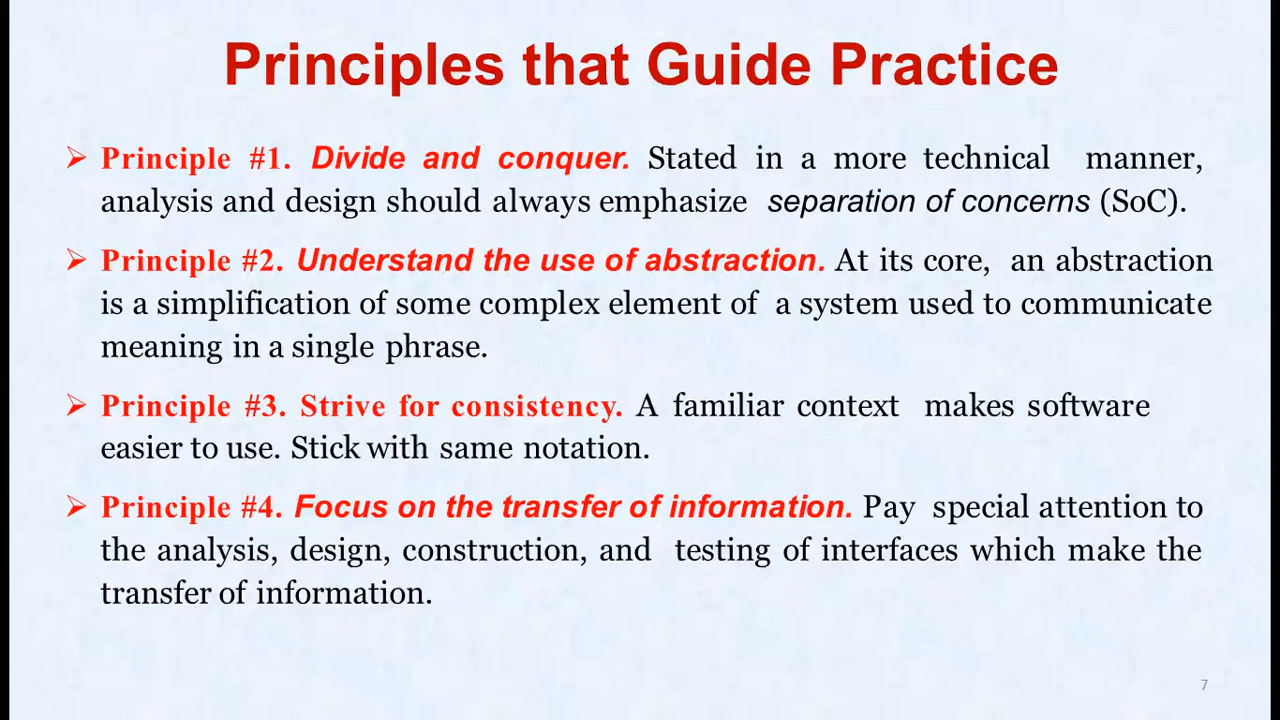 Principles that Guide Practice
➢ Principle #1. Divide and conquer. Stated in a more technical manner,
analysis and design should always emphasize separation of concerns (SoC).
➢ Principle #2. Understand the use of abstraction. At its core, an abstraction
is a simplification of some complex element of a system used to communicate
meaning in a single phrase.
➢ Principle #3. Strive for consistency. A familiar context makes software
easier to use. Stick with same notation.
➢ Principle #4. Focus on the transfer of information. Pay special attention to
the analysis, design, construction, and testing of interfaces which make the
transfer of information.
7